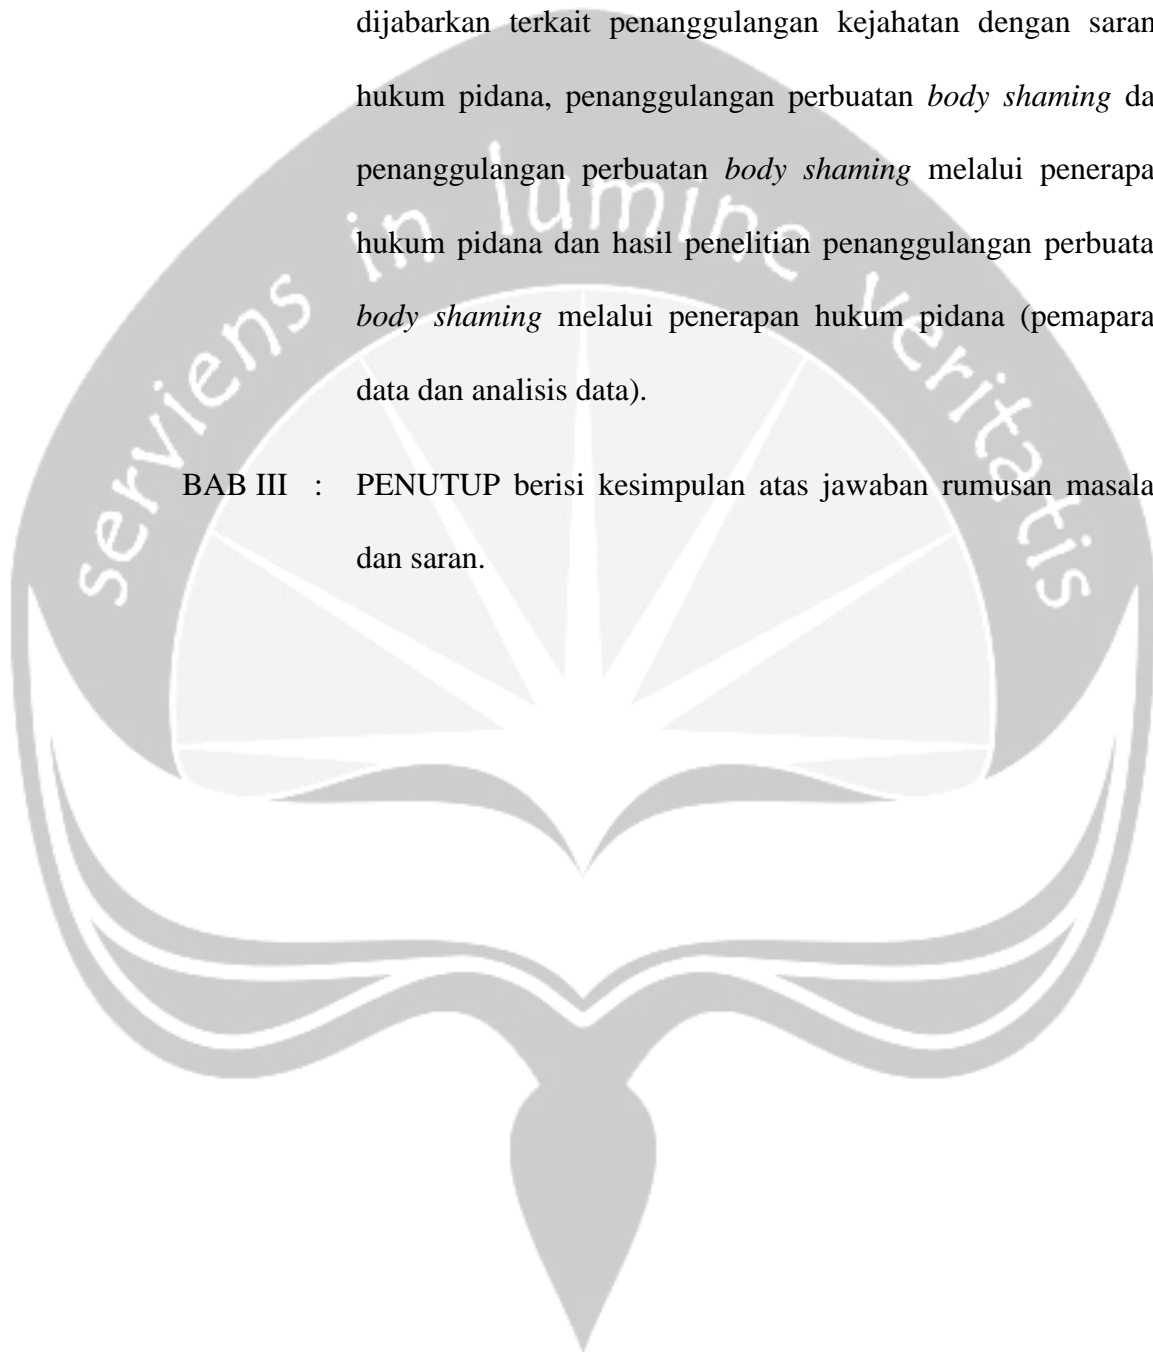 dijabarkan terkait penanggulangan kejahatan dengan saran
hukum pidana, penanggulangan perbuatan body shaming da
penanggulangan perbuatan body shaming melalui penerapa
hukum pidana dan hasil penelitian penanggulangan perbuata
body shaming melalui penerapan hukum pidana (pemapara
data dan analisis data).
BAB III : PENUTUP berisi kesimpulan atas jawaban rumusan masala
dan saran.
serviens in lumine veritatis